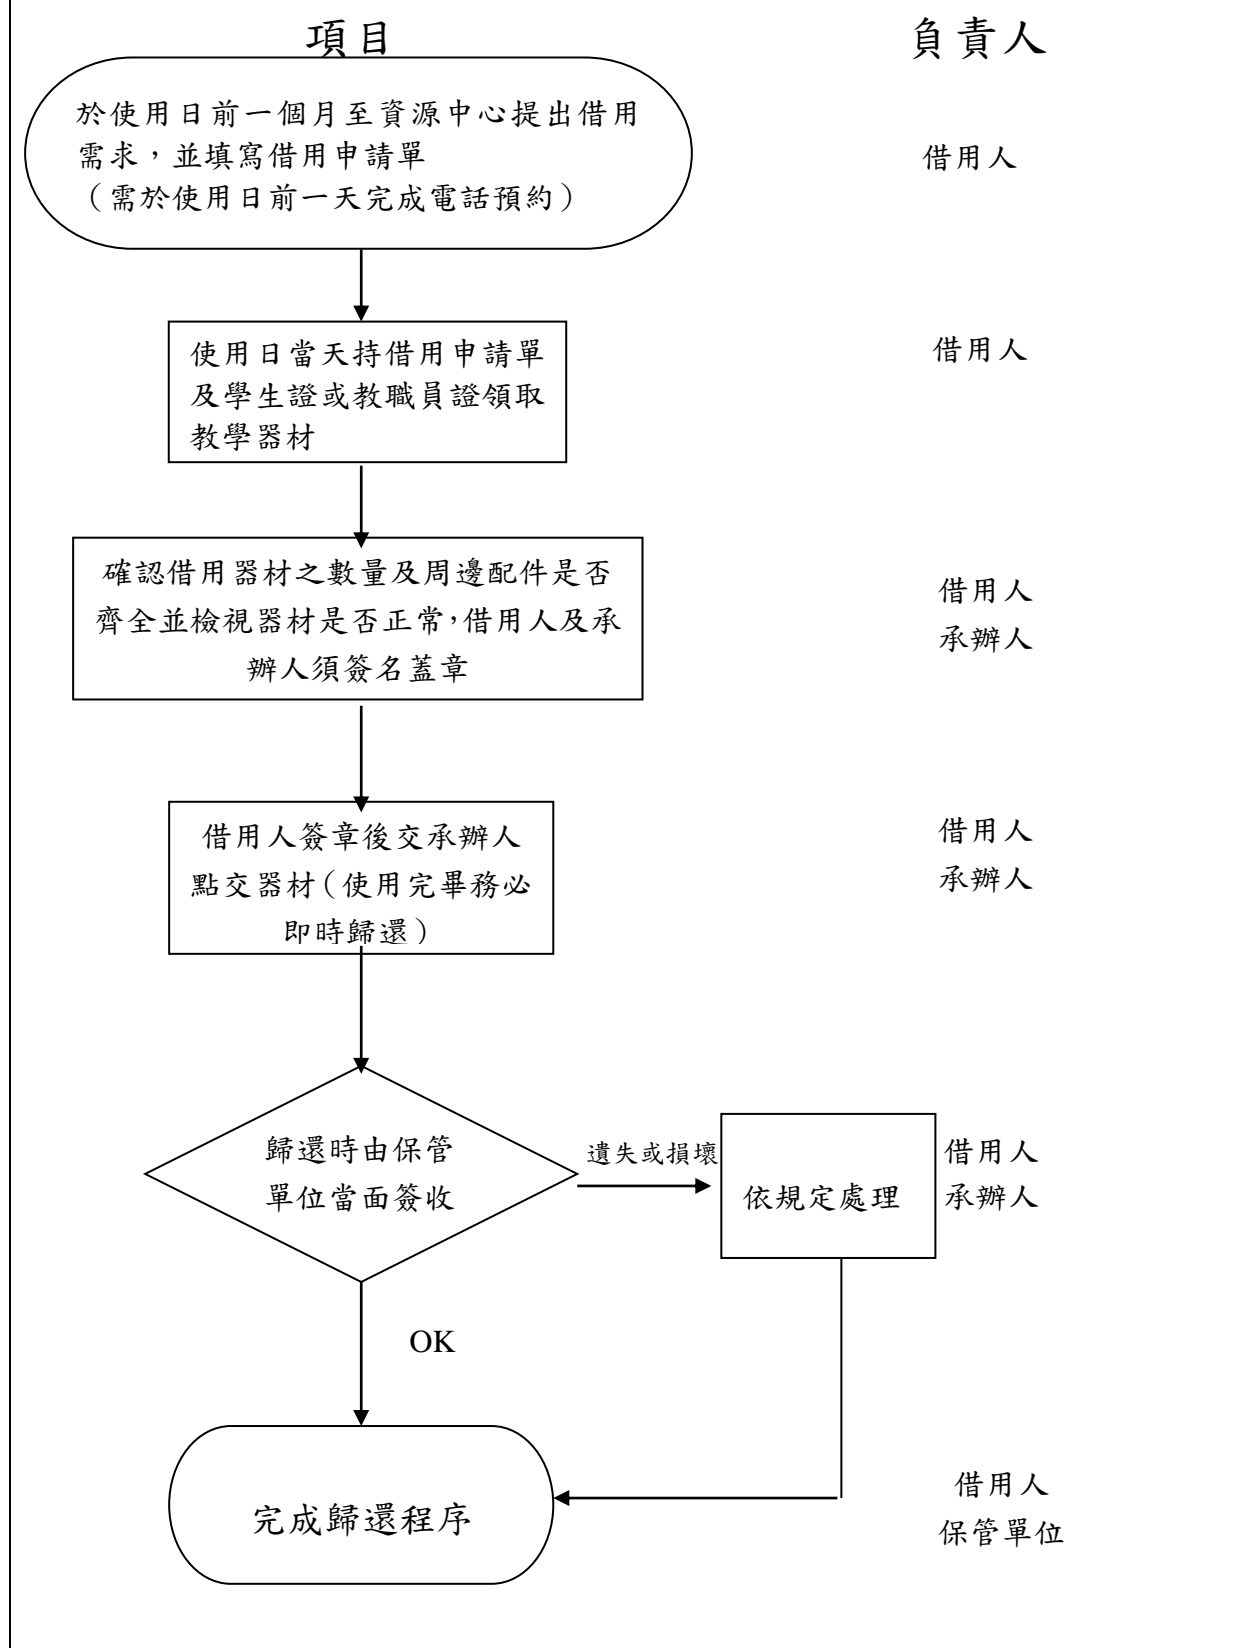 項目
負責人
於使用日前一個月至資源中心提出借用
需求，並填寫借用申請單
（需於使用日前一天完成電話預約）
借用人
使用日當天持借用申請單
及學生證或教職員證領取
教學器材
借用人
確認借用器材之數量及周邊配件是否
齊全並檢視器材是否正常，借用人及承
辦人須簽名蓋章
借用人
承辦人
借用人簽章後交承辦人
點交器材（使用完畢務必
即時歸還）
借用人
承辦人
歸還時由保管
單位當面簽收
遺失或損壞
依規定處理
借用人
承辦人
OK
完成歸還程序
借用人
保管單位